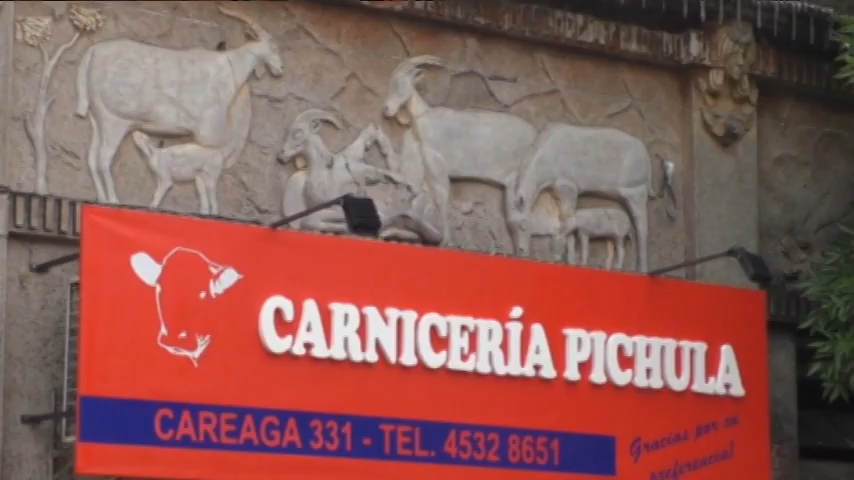 CARNICERÍA PICHULA
CAREAGA 331 - TEL. 4532 8651
Gracias por su
preferencia!